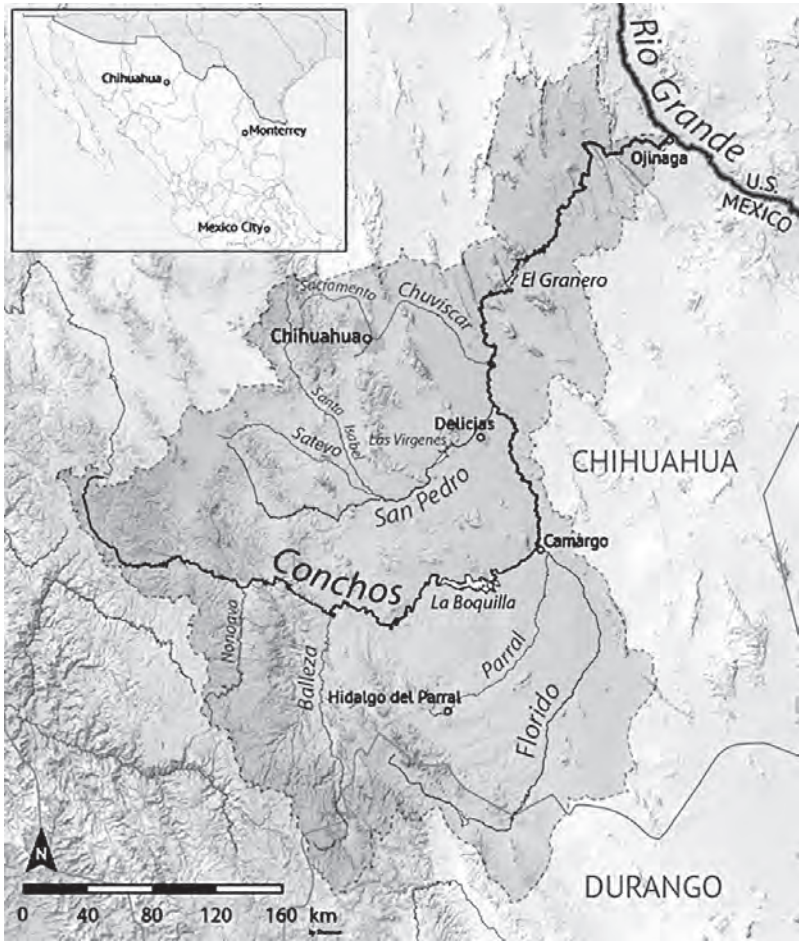 Chihuahua
Monterrey
Mexico City
Rio Grande
Ojinaga
U.S.
MEXICO
El Granero
Sacramento
Chuviscar
Chihuahua
Santa Isabel
Satevo
Las Virgenes
Delicias
San Pedro
CHIHUAHUA
Camargo
Conchos
La Boquilla
Nonoava
Balleza
Parral
Hidalgo del Parral
Florido
N
0 40 80 120 160 km
DURANGO